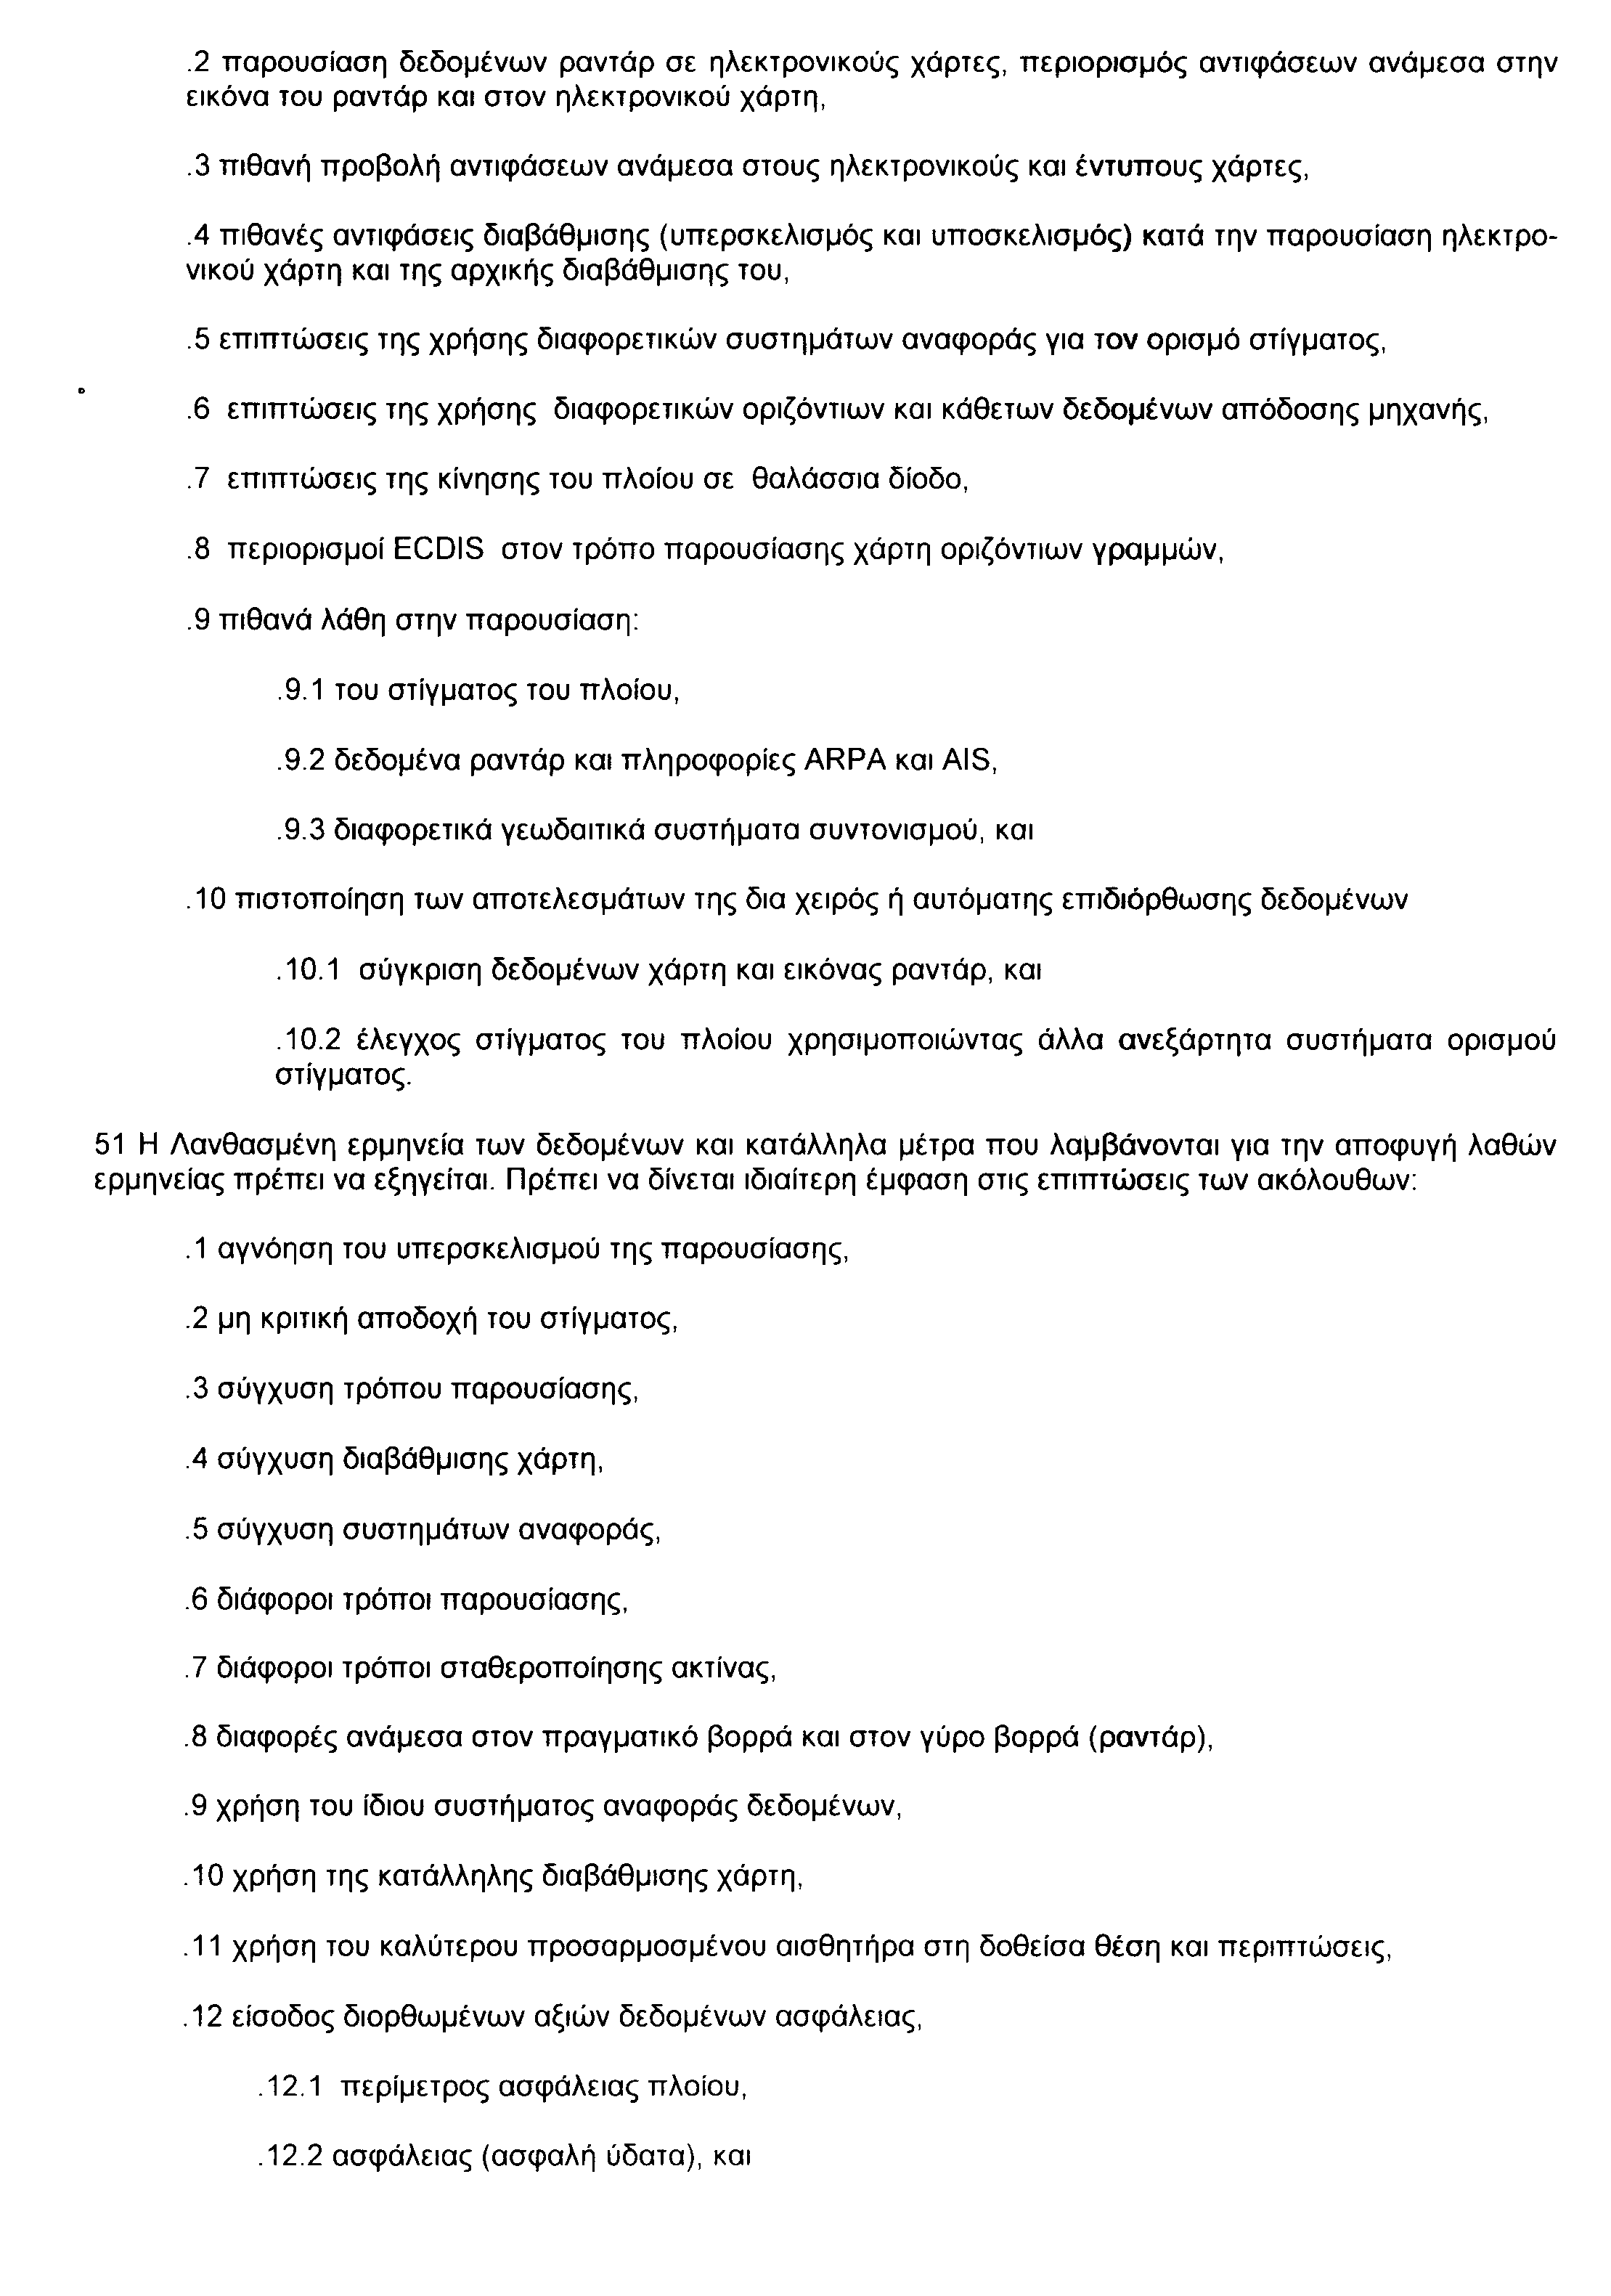 .2 παρουσίαση δεδομένων ραντάρ σε ηλεκτρονικούς χάρτες, περιορισμός αντιφάσεων ανάμεσα στην
εικόνα του ραντάρ και στον ηλεκτρονικού χάρτη,
.3 πιθανή προβολή αντιφάσεων ανάμεσα στους ηλεκτρονικούς και έντυπους χάρτες,
.4 πιθανές αντιφάσεις διαβάθμισης (υπερσκελισμός και υποσκελισμός) κατά την παρουσίαση ηλεκτρο-
νικού χάρτη και της αρχικής διαβάθμισης του,
.5 επιπτώσεις της χρήσης διαφορετικών συστημάτων αναφοράς για τον ορισμό στίγματος,
.6 επιπτώσεις της χρήσης διαφορετικών οριζόντιων και κάθετων δεδομένων απόδοσης μηχανής,
.7 επιπτώσεις της κίνησης του πλοίου σε θαλάσσια δίοδο,
.8 περιορισμοί ECDIS στον τρόπο παρουσίασης χάρτη οριζόντιων γραμμών,
.9 πιθανά λάθη στην παρουσίαση:
.9.1 του στίγματος του πλοίου,
.9.2 δεδομένα ραντάρ και πληροφορίες ARPA και AIS,
.9.3 διαφορετικά γεωδαιτικά συστήματα συντονισμού, και
.10 πιστοποίηση των αποτελεσμάτων της δια χειρός ή αυτόματης επιδιόρθωσης δεδομένων
.10.1 σύγκριση δεδομένων χάρτη και εικόνας ραντάρ, και
.10.2 έλεγχος στίγματος του πλοίου χρησιμοποιώντας άλλα ανεξάρτητα συστήματα ορισμού
στίγματος.
51 Η Λανθασμένη ερμηνεία των δεδομένων και κατάλληλα μέτρα που λαμβάνονται για την αποφυγή λαθών
ερμηνείας πρέπει να εξηγείται. Πρέπει να δίνεται ιδιαίτερη έμφαση στις επιπτώσεις των ακόλουθων:
.1 αγνόηση του υπερσκελισμού της παρουσίασης,
.2 μη κριτική αποδοχή του στίγματος,
.3 σύγχυση τρόπου παρουσίασης,
.4 σύγχυση διαβάθμισης χάρτη,
.5 σύγχυση συστημάτων αναφοράς,
.6 διάφοροι τρόποι παρουσίασης,
.7 διάφοροι τρόποι σταθεροποίησης ακτίνας,
.8 διαφορές ανάμεσα στον πραγματικό βορρά και στον γύρο βορρά (ραντάρ),
.9 χρήση του ίδιου συστήματος αναφοράς δεδομένων,
.10 χρήση της κατάλληλης διαβάθμισης χάρτη,
.11 χρήση του καλύτερου προσαρμοσμένου αισθητήρα στη δοθείσα θέση και περιπτώσεις,
.12 είσοδος διορθωμένων αξιών δεδομένων ασφάλειας,
.12.1 περίμετρος ασφάλειας πλοίου,
.12.2 ασφάλειας (ασφαλή ύδατα), και